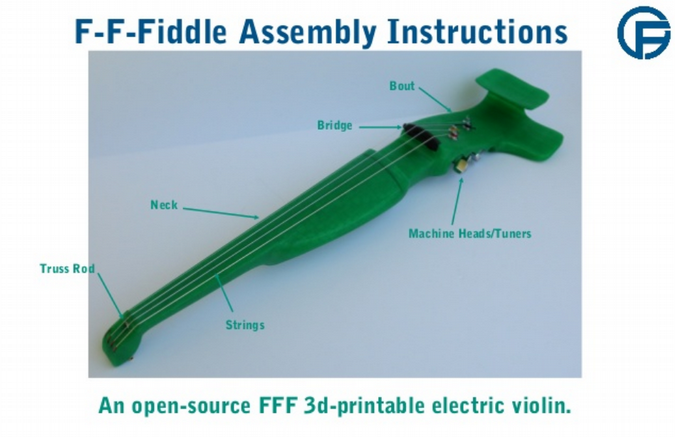 F-F-Fiddle Assembly Instructions
Bout
Bridge
Neck
Machine Heads/Tuners
Truss Rod
Strings
An open-source FFF 3d-printable electric violin.